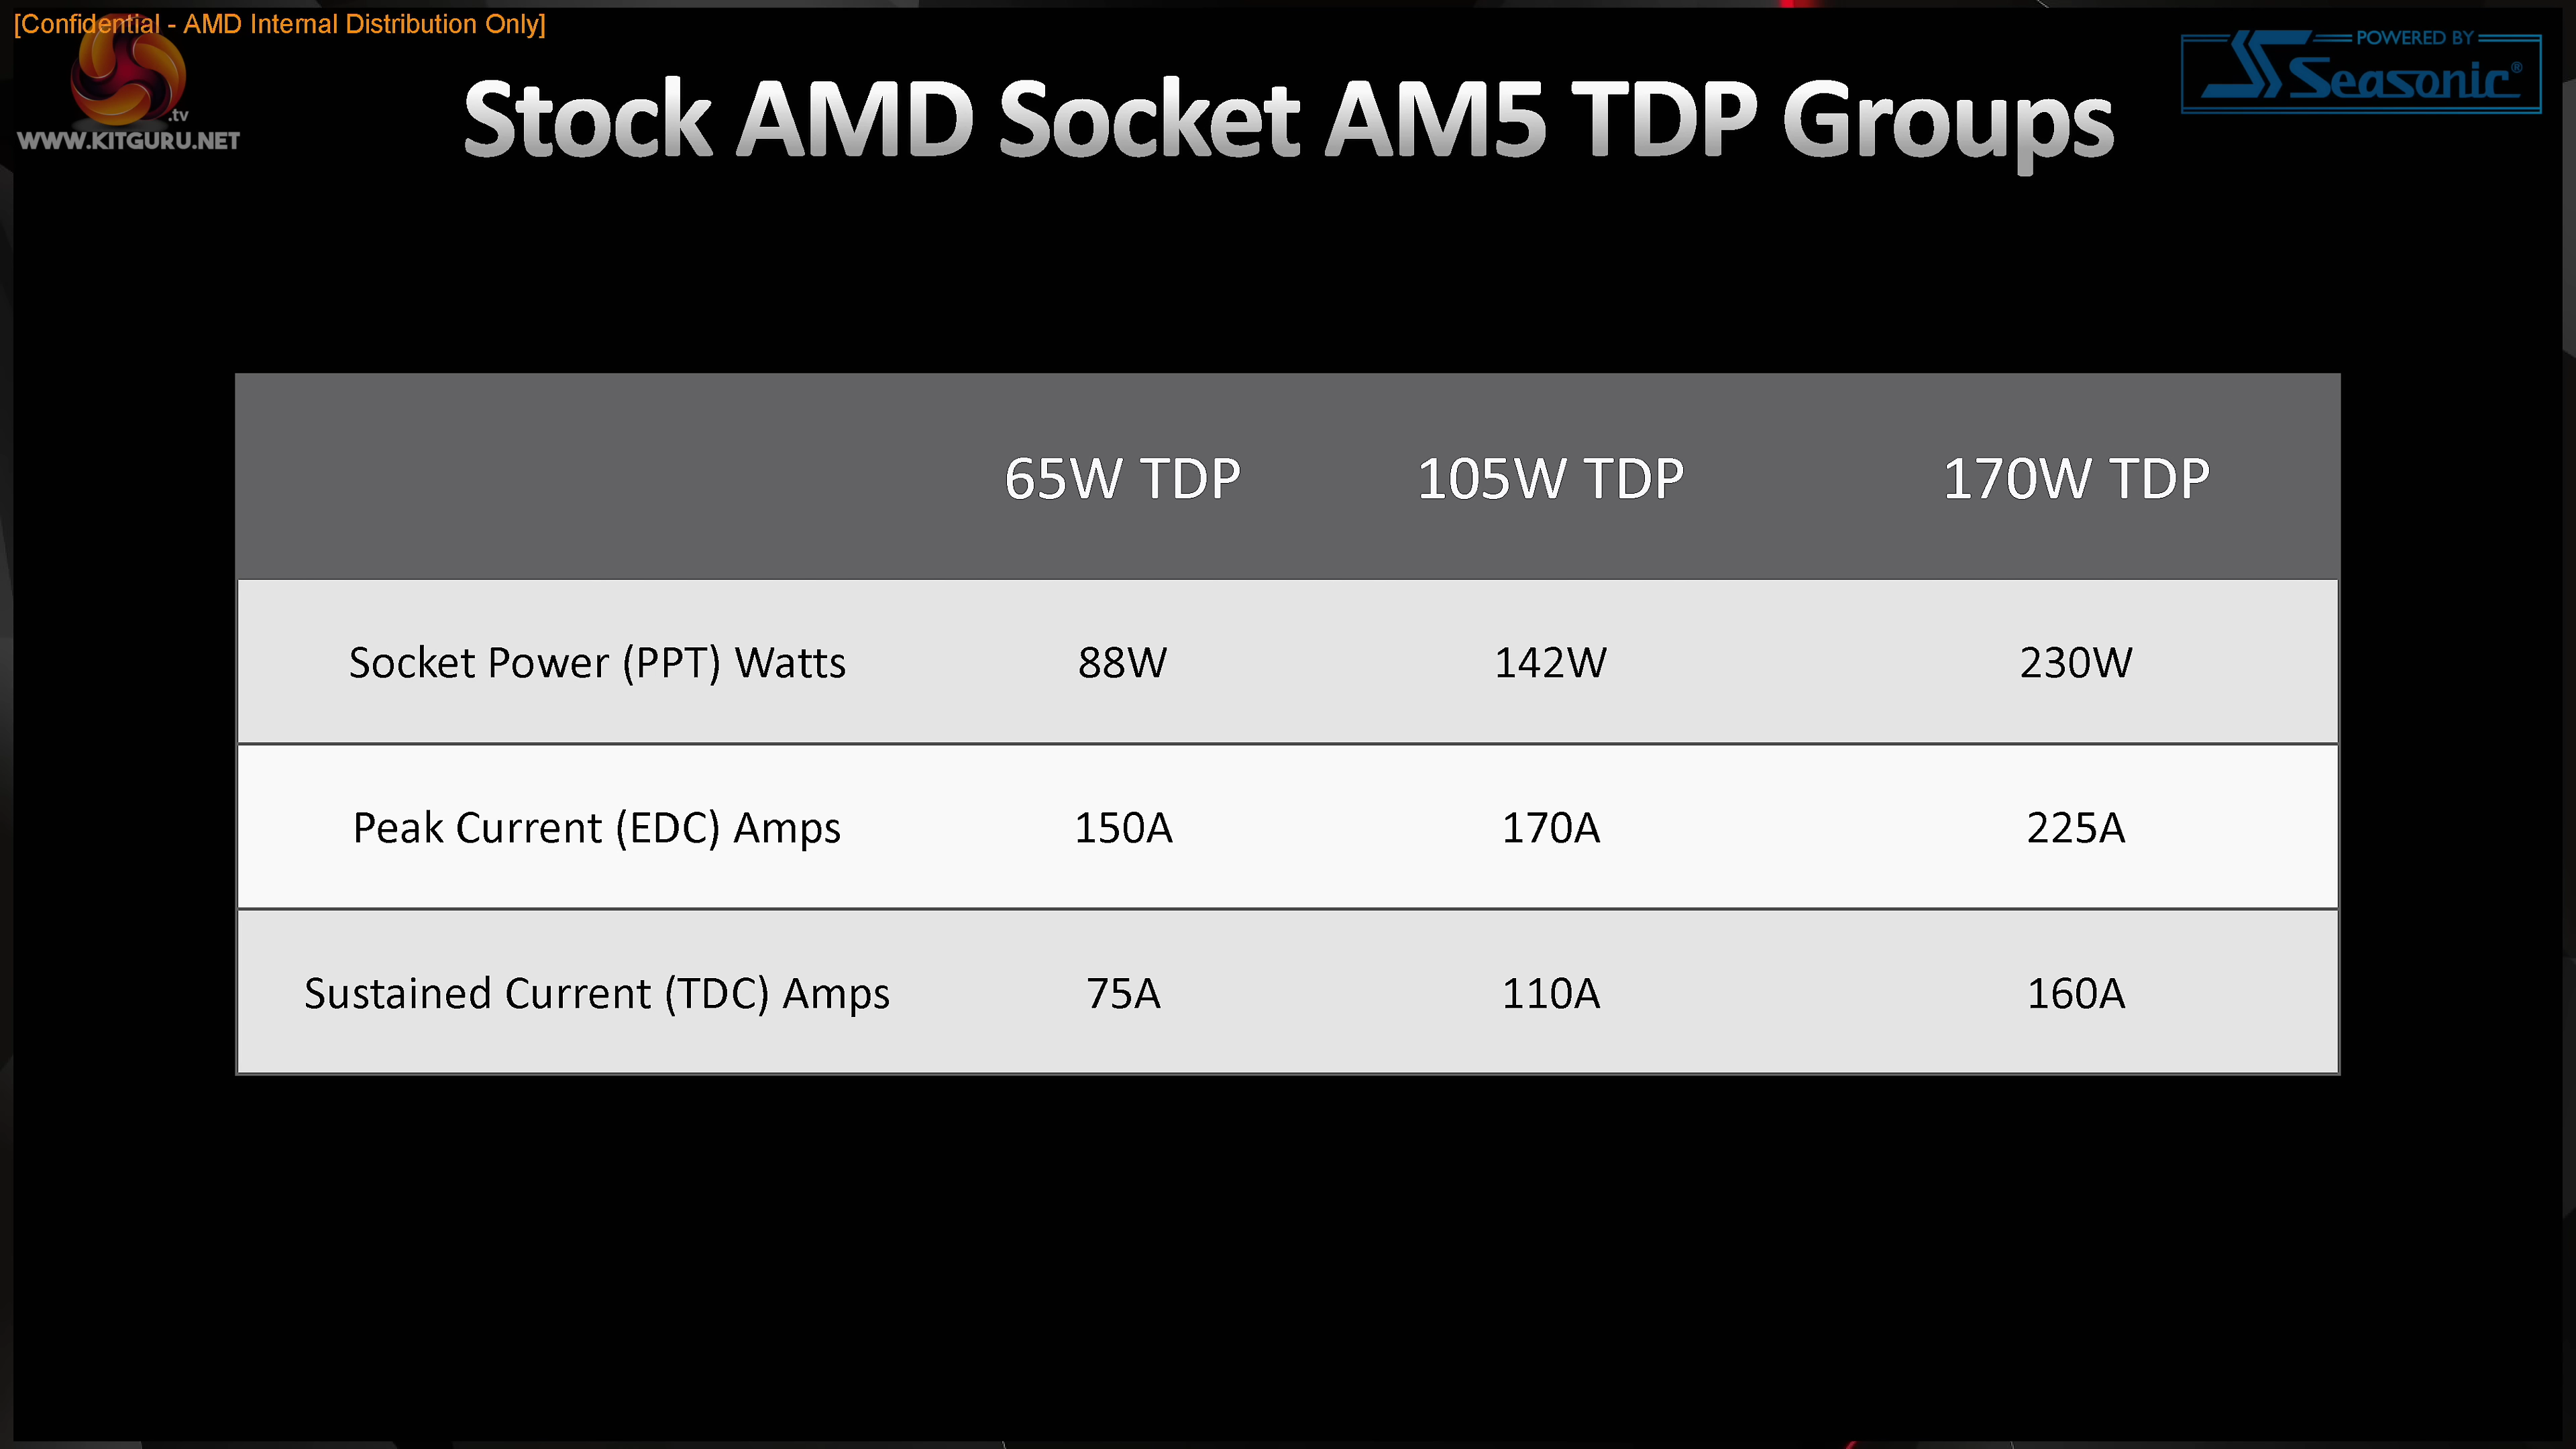 [Confidential - AMD Internal Distribution Only]
.tv
WWW.KITGURU.NET
POWERED BY
Seasonic®
Stock AMD Socket AM5 TDP Groups
65W TDP 105W TDP 170W TDP
Socket Power (PPT) Watts 88W 142W 230W
Peak Current (EDC) Amps 150A 170A 225A
Sustained Current (TDC) Amps 75A 110A 160A